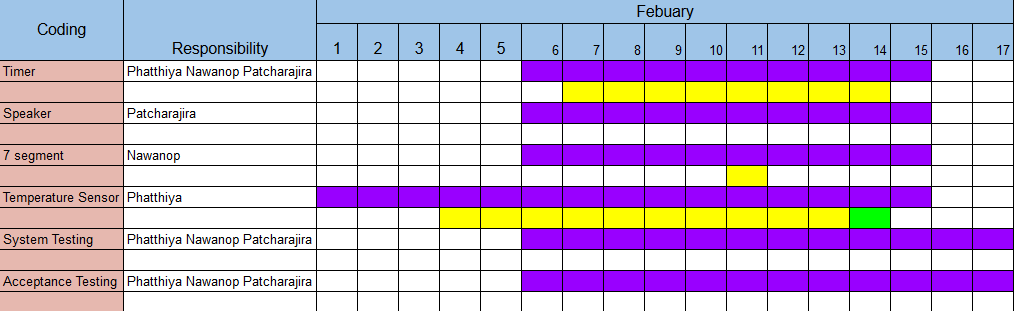 Febuary
Coding
Responsibility
1 2 3 4 5 6 7 8 9 10 11 12 13 14 15 16 17
Timer Phatthiya Nawanop Patcharajira
Speaker Patcharajira
7 segment Nawanop
Temperature Sensor Phatthiya
System Testing Phatthiya Nawanop Patcharajira
Acceptance Testing Phatthiya Nawanop Patcharajira